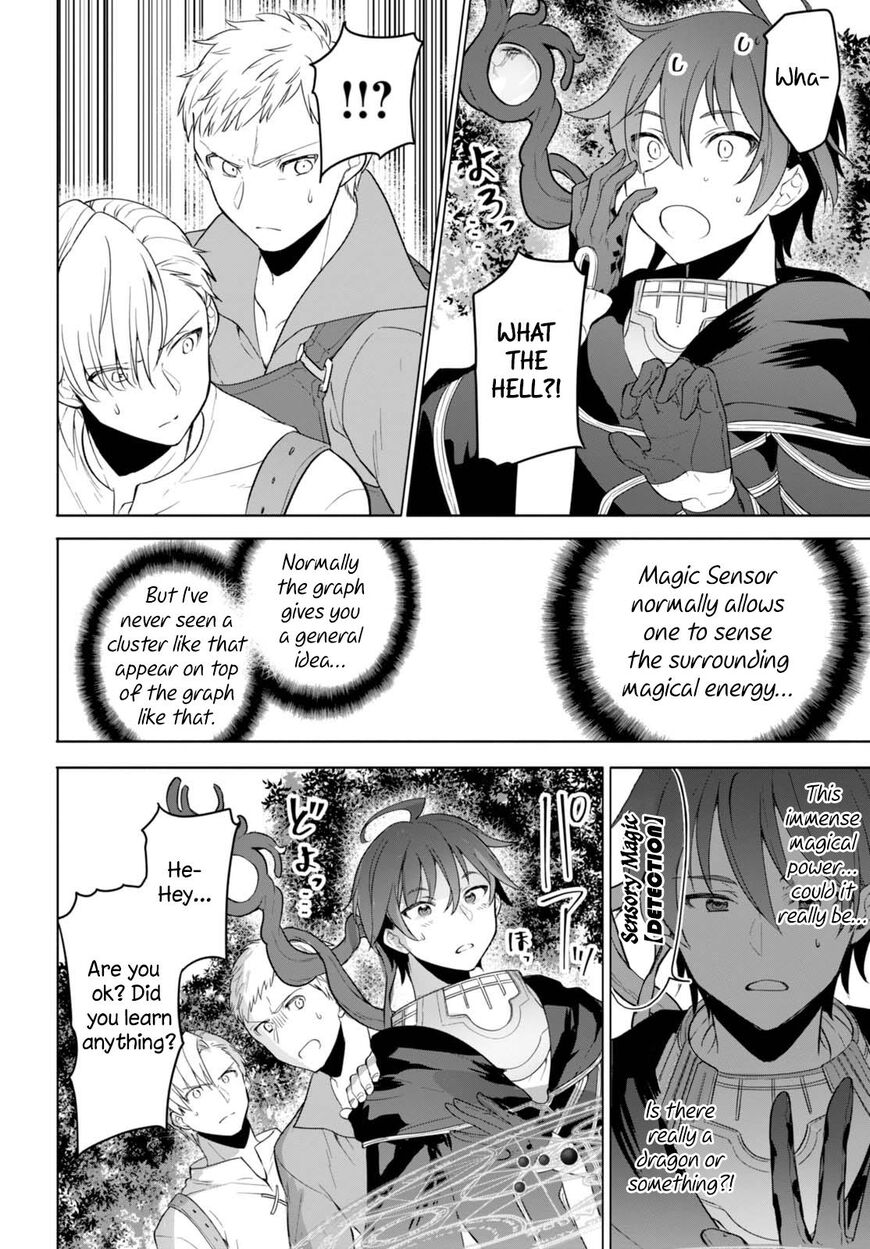 Wha-
よろっ…
WHAT
THE
HELL?!
!!?
Magic Sensor
normally allows
one to sense
the surrounding
magical energy...
Normally
the graph
gives you
a general
idea...
But I've
never seen a
cluster like that
appear on top
of the graph
like that.
This
immense
magical
power...
could it
really be...
Sensory Magic
[DETECTION]
Is there
really a
dragon or
something?!
パアッ
ほっ
どよっ…
He-
Hey...
Are you
ok? Did
you learn
anything?